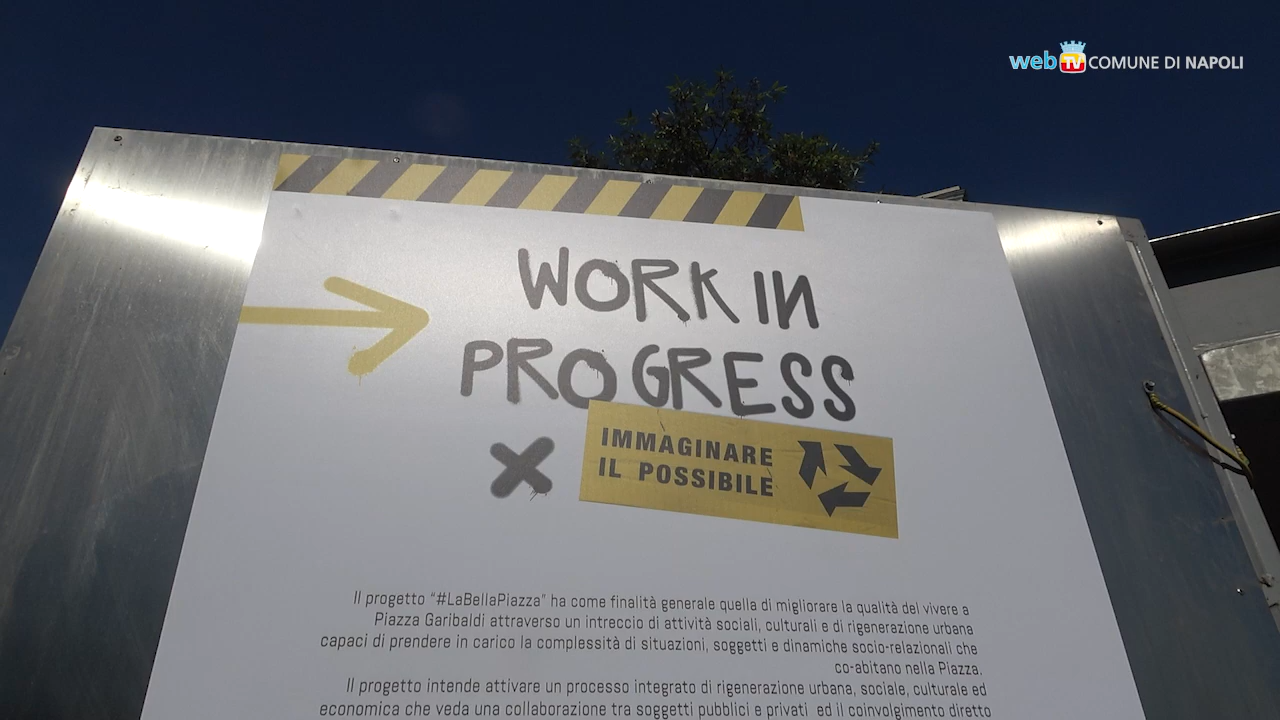 web TV COMUNE DI NAPOLI
WORK IN
PROGRESS
IMMAGINARE
IL POSSIBILE
Il progetto "#LaBellaPiazza" ha come finalità generale quella di migliorare la qualità del vivere a
Piazza Garibaldi attraverso un intreccio di attività sociali, culturali e di rigenerazione urbana
capaci di prendere in carico la complessità di situazioni, soggetti e dinamiche socio-relazionali che
co-abitano nella Piazza.
Il progetto intende attivare un processo integrato di rigenerazione urbana, sociale, culturale ed
economica che veda una collaborazione tra soggetti pubblici e privati ed il coinvolgimento diretto